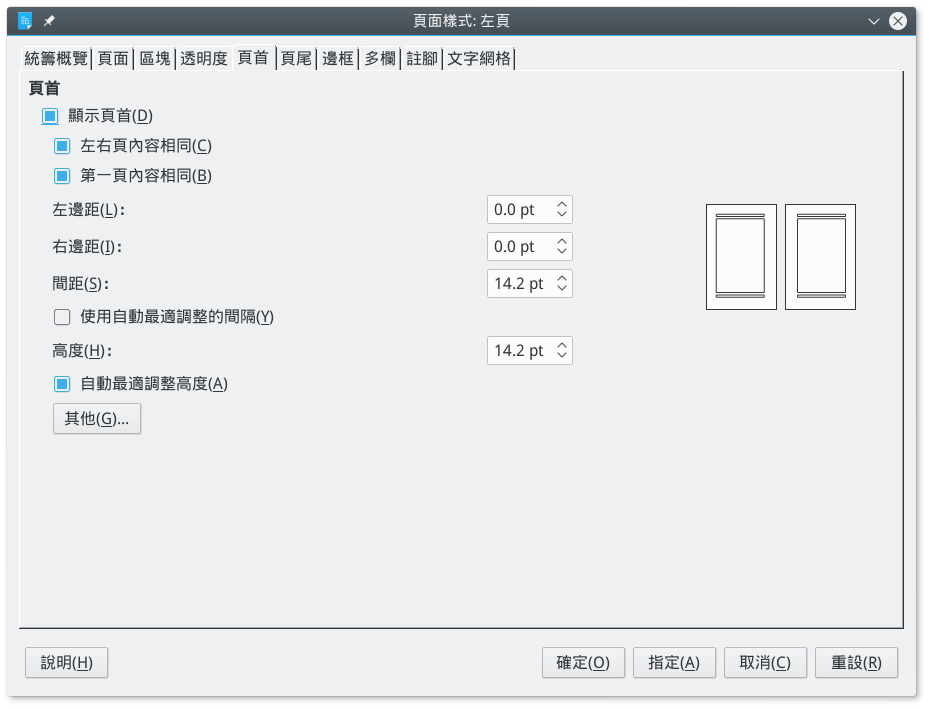 頁面樣式: 左頁
統籌概覽 頁面 區塊 透明度 頁首 頁尾 邊框 多欄 註腳 文字網格
頁首
顯示頁首(D)
左右頁內容相同(C)
第一頁內容相同(B)
左邊距(L)： 0.0 pt
右邊距(I)： 0.0 pt
間距(S)： 14.2 pt
使用自動最適調整的間隔(Y)
高度(H)： 14.2 pt
自動最適調整高度(A)
其他(G)...
說明(H) 確定(O) 指定(A) 取消(C) 重設(R)